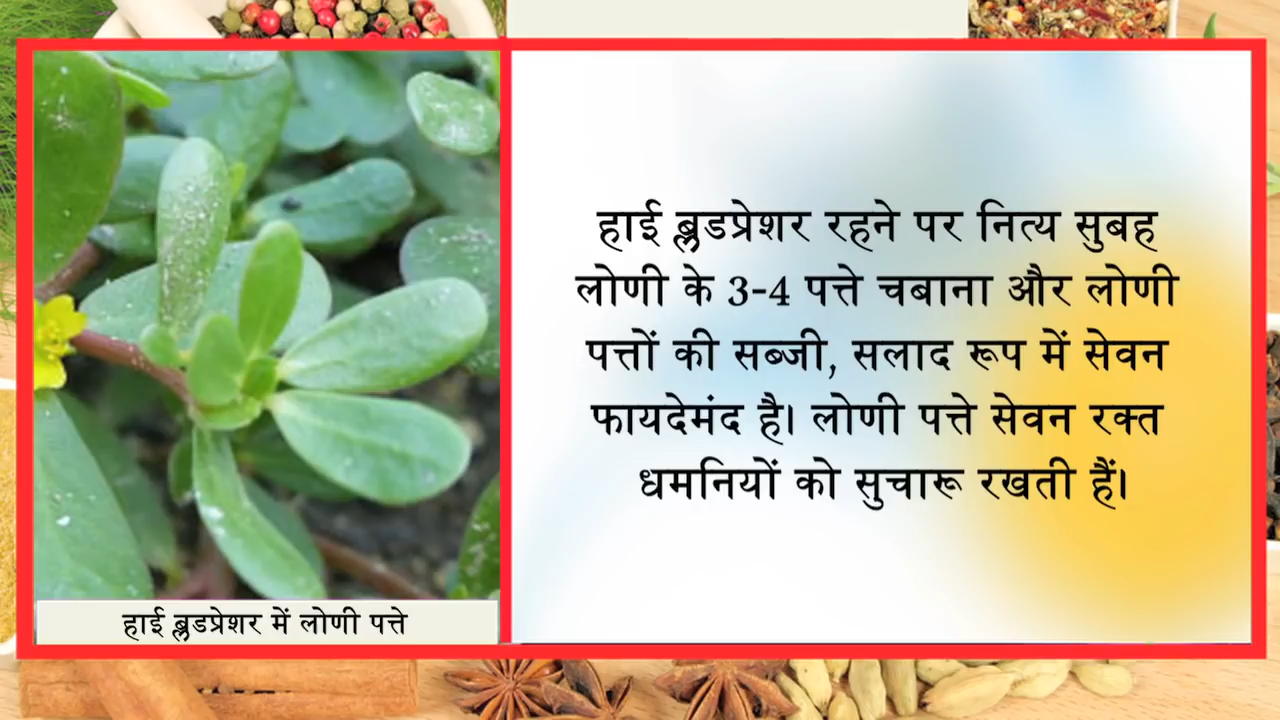 हाई ब्लडप्रेशर रहने पर नित्य सुबह
लोणी के 3-4 पत्ते चबाना और लोणी
पत्तों की सब्जी, सलाद रूप में सेवन
फायदेमंद है। लोणी पत्ते सेवन रक्त
धमनियों को सुचारू रखती हैं।
हाई ब्लडप्रेशर में लोणी पत्ते